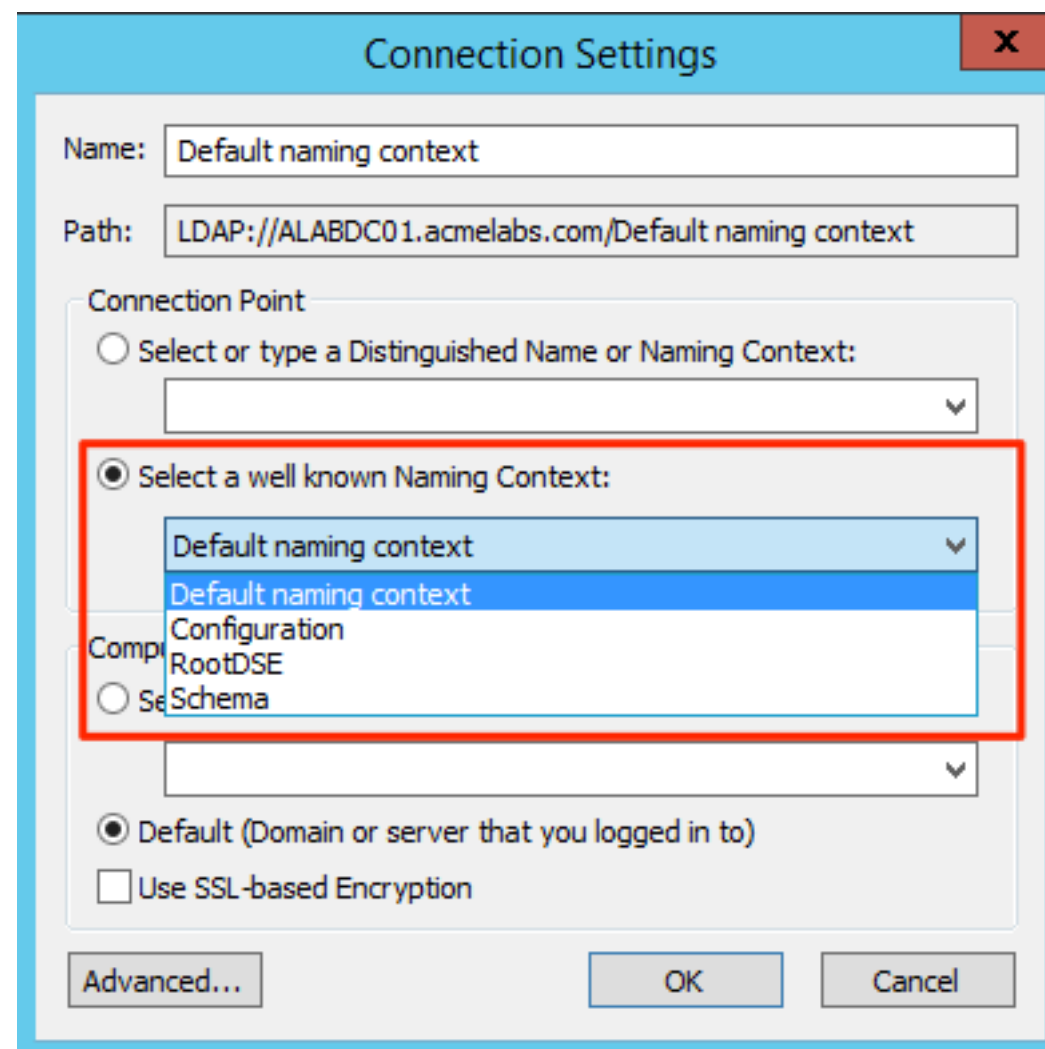 Connection Settings
x
Name: Default naming context
Path: LDAP://ALABDC01.acmelabs.com/Default naming context
Connection Point
Select or type a Distinguished Name or Naming Context:
Select a well known Naming Context:
Default naming context
Default naming context
Configuration
RootDSE
Schema
Default (Domain or server that you logged in to)
Use SSL-based Encryption
Advanced... OK Cancel